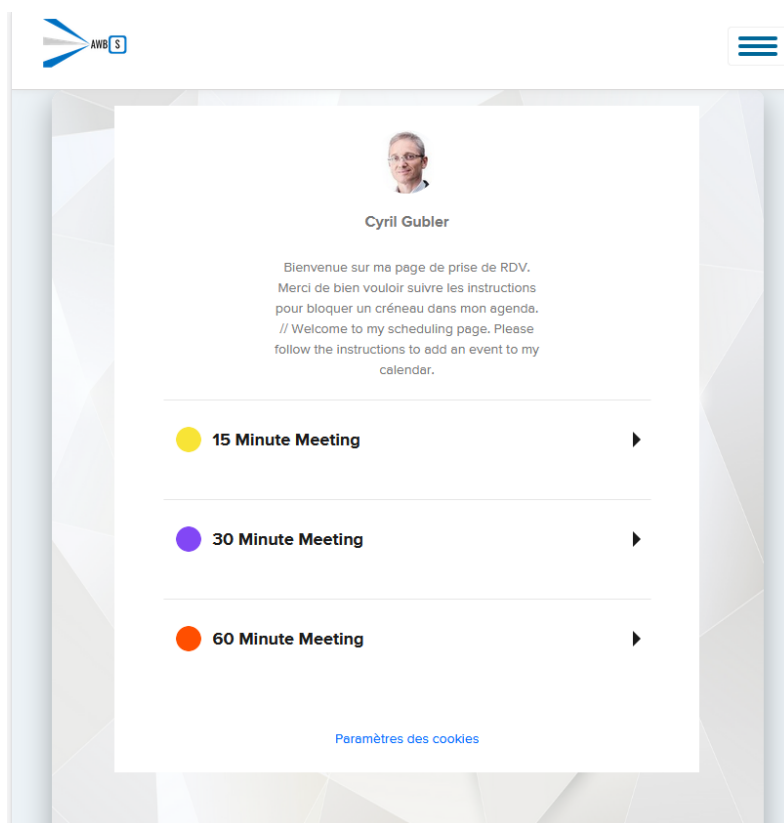 AWB S
Cyril Gubler
Bienvenue sur ma page de prise de RDV.
Merci de bien vouloir suivre les instructions
pour bloquer un créneau dans mon agenda.
// Welcome to my scheduling page. Please
follow the instructions to add an event to my
calendar.
15 Minute Meeting
30 Minute Meeting
60 Minute Meeting
Paramètres des cookies